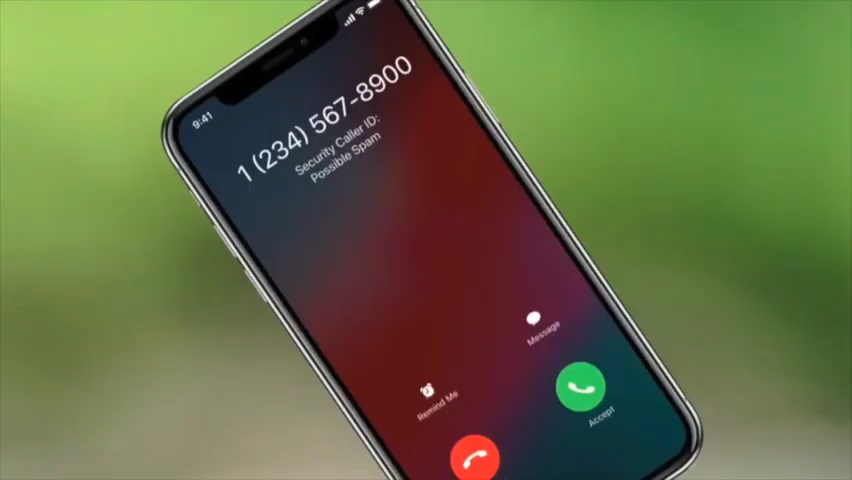 9:41
1 (234) 567-8900
Security Caller ID:
Possible Spam
Message
Remind Me
Accept